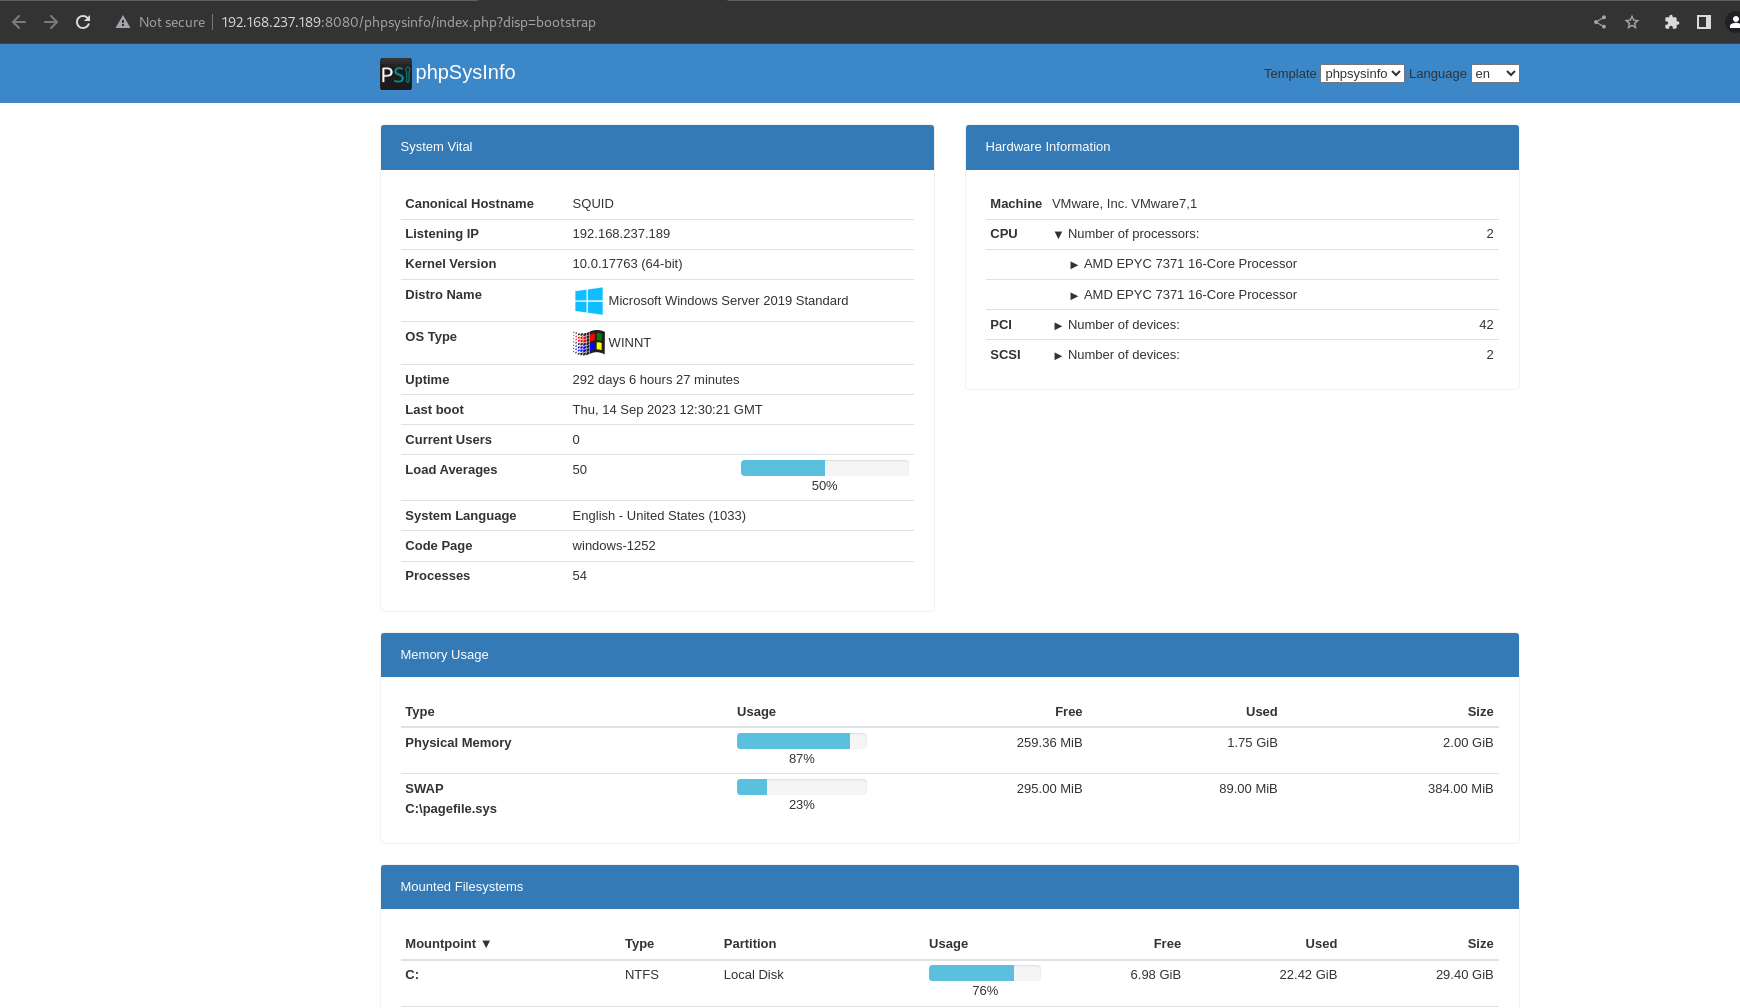 Not secure 192.168.237.189:8080/phpsysinfo/index.php?disp=bootstrap
PSi phpSysInfo Template phpsysinfo Language en
System Vital
Canonical Hostname SQUID
Listening IP 192.168.237.189
Kernel Version 10.0.17763 (64-bit)
Distro Name Microsoft Windows Server 2019 Standard
OS Type WINNT
Uptime 292 days 6 hours 27 minutes
Last boot Thu, 14 Sep 2023 12:30:21 GMT
Current Users 0
Load Averages 50
50%
System Language English - United States (1033)
Code Page windows-1252
Processes 54
Hardware Information
Machine VMware, Inc. VMware7,1
CPU ▼ Number of processors: 2
► AMD EPYC 7371 16-Core Processor
► AMD EPYC 7371 16-Core Processor
PCI ► Number of devices: 42
SCSI ► Number of devices: 2
Memory Usage
Type Usage Free Used Size
Physical Memory 259.36 MiB 1.75 GiB 2.00 GiB
87%
SWAP 295.00 MiB 89.00 MiB 384.00 MiB
C:\pagefile.sys 23%
Mounted Filesystems
Mountpoint ▼ Type Partition Usage Free Used Size
C: NTFS Local Disk 6.98 GiB 22.42 GiB 29.40 GiB
76%